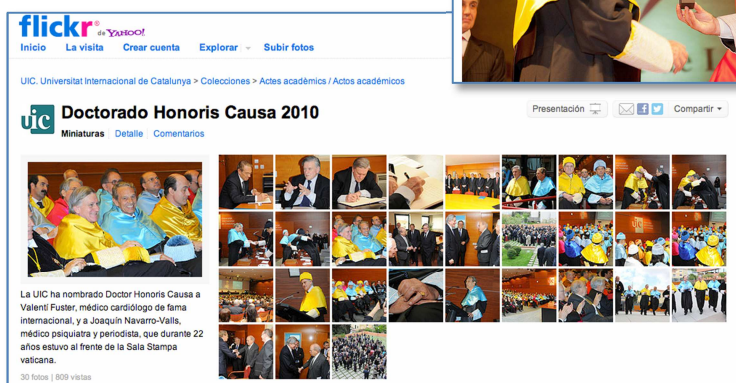 flickr® de YAHOO!
Inicio La visita Crear cuenta Explorar Subir fotos
UIC. Universitat Internacional de Catalunya > Colecciones > Actes acadèmics / Actos académicos
uic Doctorado Honoris Causa 2010
Miniaturas Detalle Comentarios
Presentación Compartir
La UIC ha nombrado Doctor Honoris Causa a
Valentí Fuster, médico cardiólogo de fama
internacional, y a Joaquín Navarro-Valls,
médico psiquatra y periodista, que durante 22
años estuvo al frente de la Sala Stampa
vaticana.
30 fotos | 809 vistas